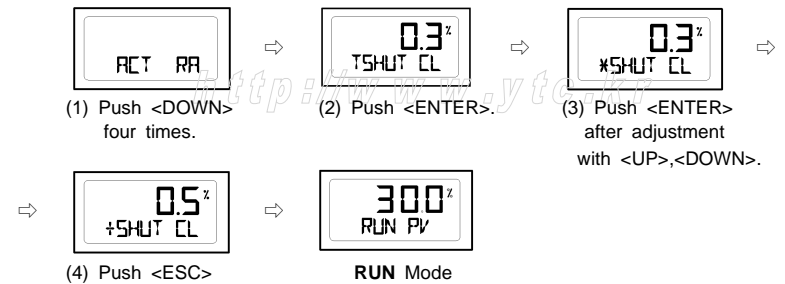 ACT RA
0.3%
TSHUT CL
0.3%
*SHUT CL
(1) Push <DOWN>
four times.
(2) Push <ENTER>.
(3) Push <ENTER>
after adjustment
with <UP>,<DOWN>.
http://www.ytc.kr
0.5%
+SHUT CL
30.0%
RUN PV
(4) Push <ESC>
RUN Mode